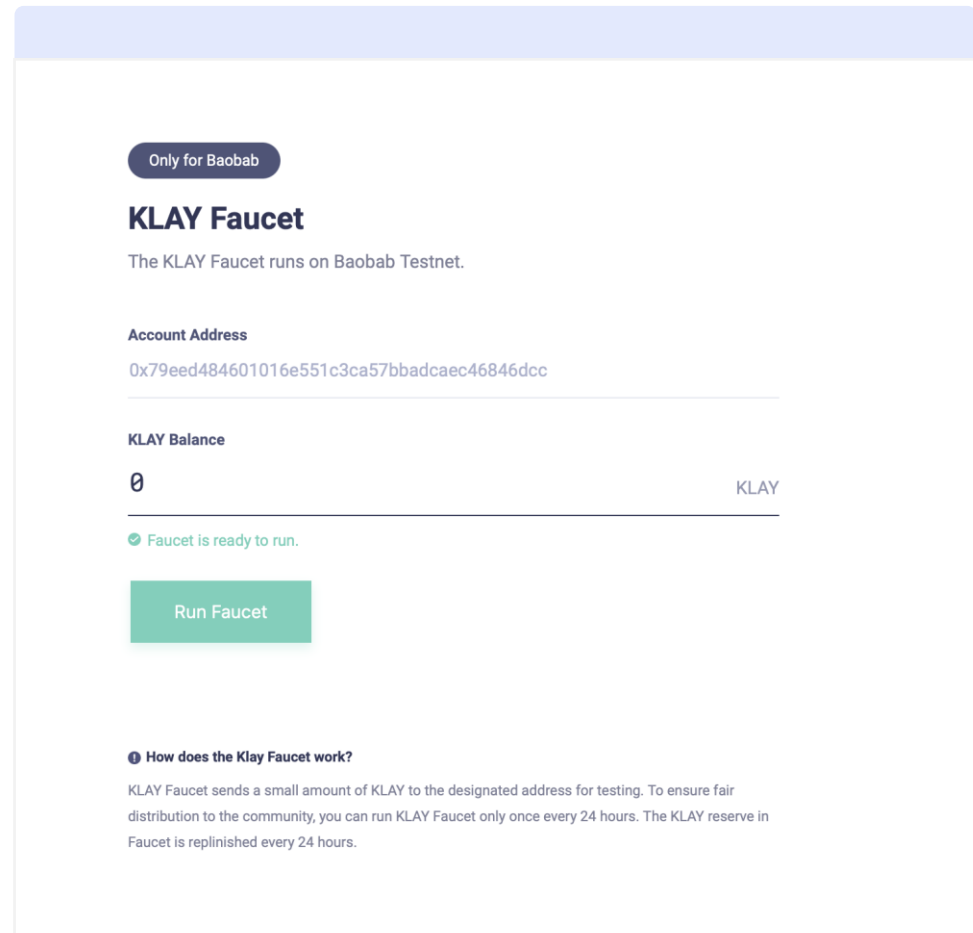 Only for Baobab
KLAY Faucet
The KLAY Faucet runs on Baobab Testnet.
Account Address
0x79eed484601016e551c3ca57bbadcaec46846dcc
KLAY Balance
0 KLAY
Faucet is ready to run.
Run Faucet
How does the Klay Faucet work?
KLAY Faucet sends a small amount of KLAY to the designated address for testing. To ensure fair
distribution to the community, you can run KLAY Faucet only once every 24 hours. The KLAY reserve in
Faucet is replinished every 24 hours.